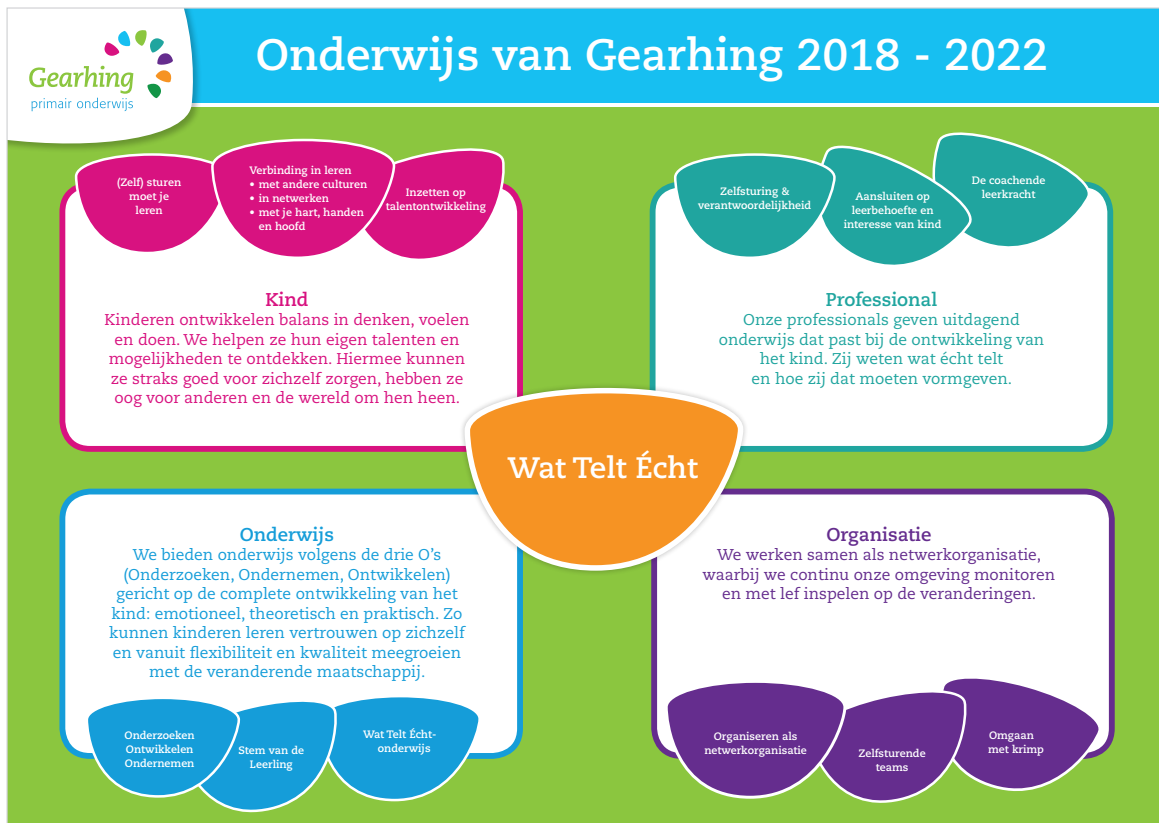 Gearhing
primair onderwijs
Onderwijs van Gearhing 2018 - 2022
(Zelf) sturen
moet je
leren
Verbinding in leren
• met andere culturen
• in netwerken
• met je hart, handen
en hoofd
Inzetten op
talentontwikkeling
Kind
Kinderen ontwikkelen balans in denken, voelen
en doen. We helpen ze hun eigen talenten en
mogelijkheden te ontdekken. Hiermee kunnen
ze straks goed voor zichzelf zorgen, hebben ze
oog voor anderen en de wereld om hen heen.
Zelfsturing &
verantwoordelijkheid
Aansluiten op
leerbehoefte en
interesse van kind
De coachende
leerkracht
Professional
Onze professionals geven uitdagend
onderwijs dat past bij de ontwikkeling van
het kind. Zij weten wat écht telt
en hoe zij dat moeten vormgeven.
Wat Telt Écht
Onderwijs
We bieden onderwijs volgens de drie O's
(Onderzoeken, Ondernemen, Ontwikkelen)
gericht op de complete ontwikkeling van het
kind: emotioneel, theoretisch en praktisch. Zo
kunnen kinderen leren vertrouwen op zichzelf
en vanuit flexibiliteit en kwaliteit meegroeien
met de veranderende maatschappij.
Onderzoeken
Ontwikkelen
Ondernemen
Stem van de
Leerling
Wat Telt Écht-
onderwijs
Organisatie
We werken samen als netwerkorganisatie,
waarbij we continu onze omgeving monitoren
en met lef inspelen op de veranderingen.
Organiseren als
netwerkorganisatie
Zelfsturende
teams
Omgaan
met krimp